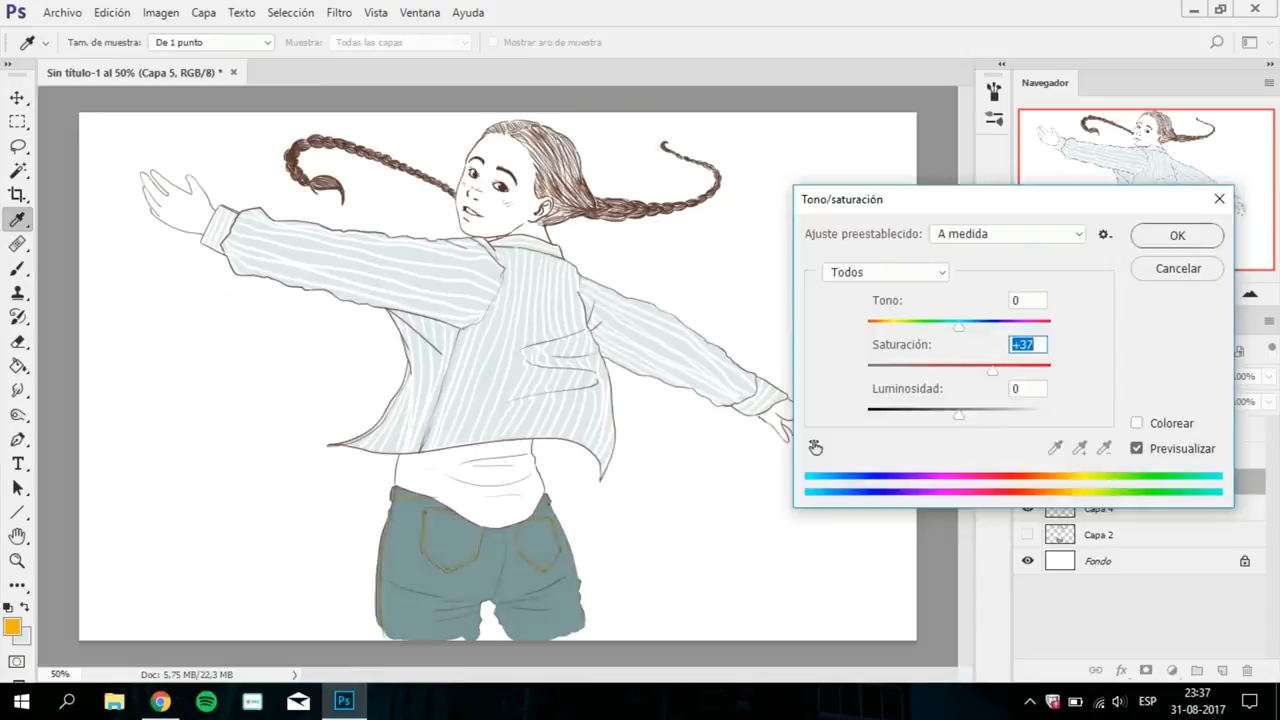 Ps Archivo Edición Imagen Capa Texto Selección Filtro Vista Ventana Ayuda
Tam. de muestra: De 1 punto Muestra: Todas las capas Mostrar aro de muestra
Sin título-1 al 50% (Capa 5, RGB/8) * ×
Navegador
Tono/saturación
Ajuste preestablecido: A medida OK
Todos Cancelar
Tono: 0
Saturación: +37
Luminosidad: 0
Colorear
Previsualizar
Capa 4
Capa 2
Fondo
50% Doc: 5,75 MB/22,3 MB
Ps ESP 23:37
31-08-2017